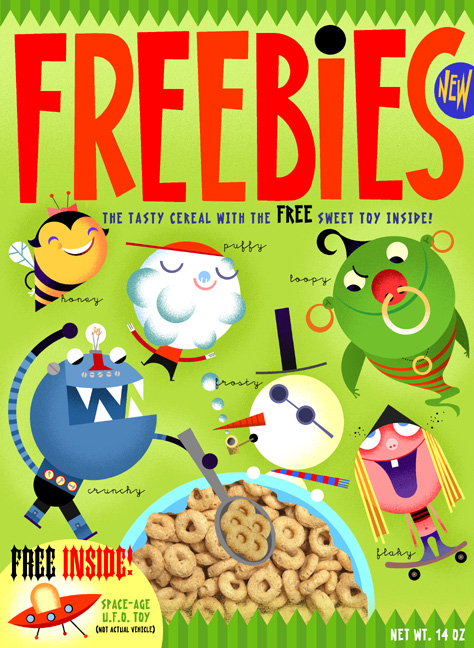 FREEBiES
NEW
THE TASTY CEREAL WITH THE FREE SWEET TOY INSIDE!
puffy
loopy
honey
frosty
crunchy
flaky
FREE INSIDE!
SPACE-AGE
U.F.O. TOY
(NOT ACTUAL VEHICLE)
NET WT. 14 OZ